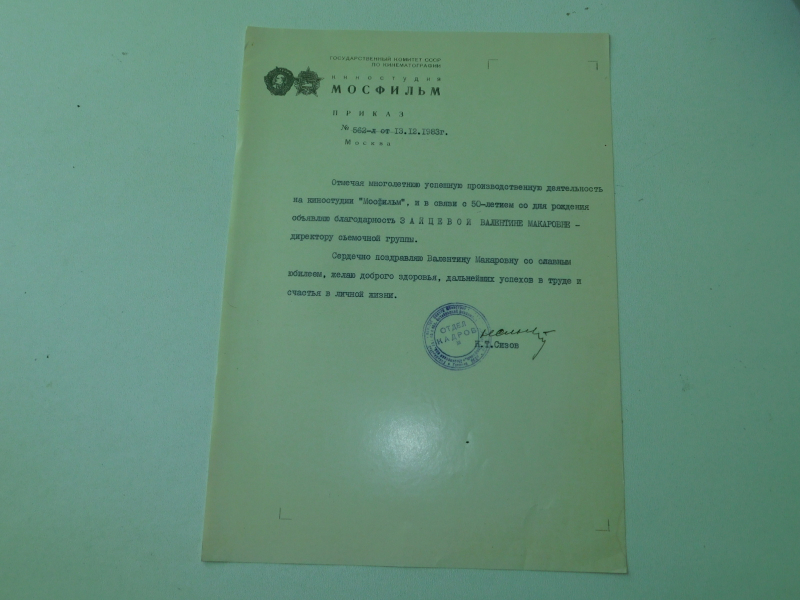 ГОСУДАРСТВЕННЫЙ КОМИТЕТ СССР
ПО КИНЕМАТОГРАФИИ
КИНОСТУДИЯ
МОСФИЛЬМ
ПРИКАЗ
№ 662-л от 13.12.1983г.
Москва
Отмечая многолетнюю успешную производственную деятельность
на киностудии "Мосфильм", и в связи с 50-летием со дня рождения
объявляю благодарность ЗАЙЦЕВОЙ ВАЛЕНТИНЕ МАКАРОВНЕ -
директору съемочной группы.
Сердечно поздравляю Валентину Макаровну со славным
юбилеем, желаю доброго здоровья, дальнейших успехов в труде и
счастья в личной жизни.
ОТДЕЛ
КАДРОВ
Н.Т.Сизов